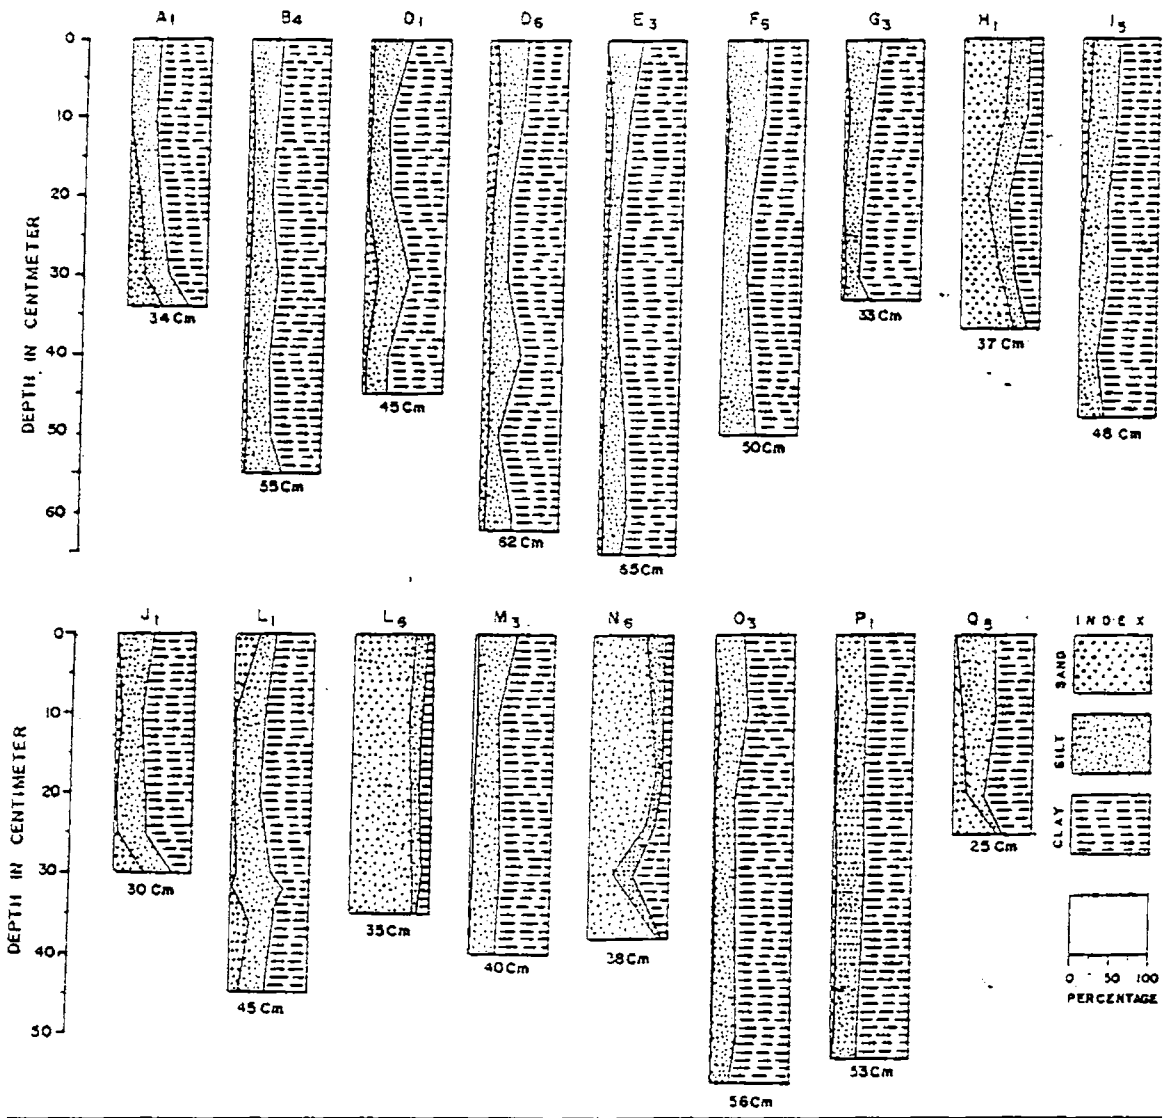 A1 B4 D1 D6 E3 F5 G3 H1 I5
0
10
20
30
40
50
60
DEPTH IN CENTMETER
34 Cm
55 Cm
45 Cm
62 Cm
65 Cm
50 Cm
33 Cm
37 Cm
48 Cm
J1 L1 L6 M3 N6 O3 P1 Q5
0
10
20
30
40
50
DEPTH IN CENTIMETER
30 Cm
45 Cm
35 Cm
40 Cm
38 Cm
56 Cm
53 Cm
25 Cm
INDEX
SAND
SILT
CLAY
0 50 100
PERCENTAGE